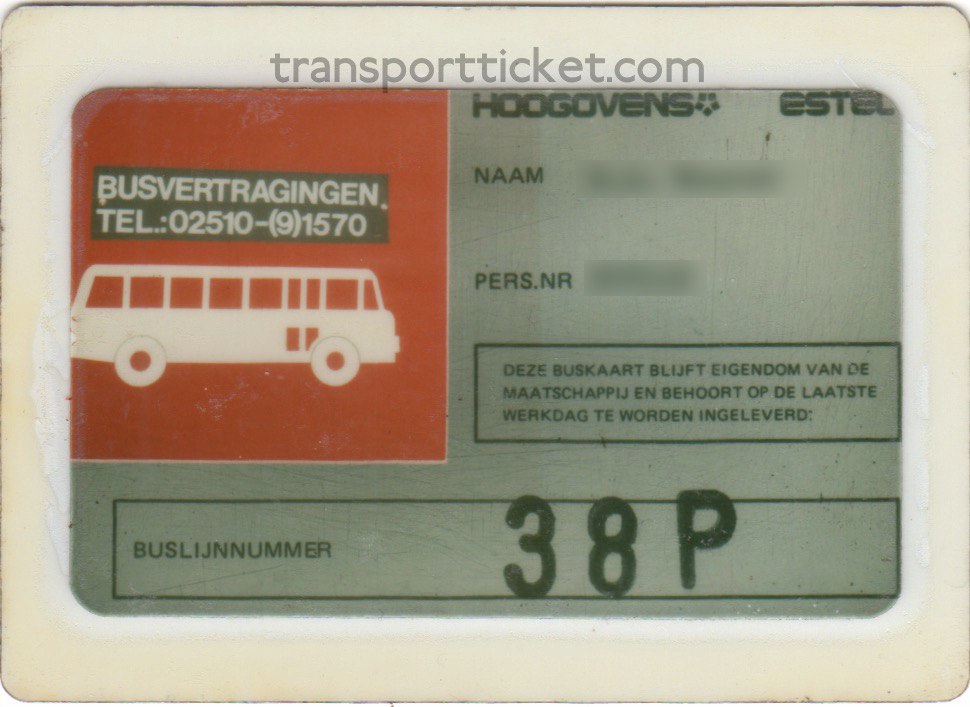 transportticket.com
HOOGOVENS ESTEL
BUSVERTRAGINGEN.
TEL.:02510-(9)1570
NAAM
PERS.NR
DEZE BUSKAART BLIJFT EIGENDOM VAN DE
MAATSCHAPPIJ EN BEHOORT OP DE LAATSTE
WERKDAG TE WORDEN INGELEVERD:
BUSLIJNNUMMER 38 P